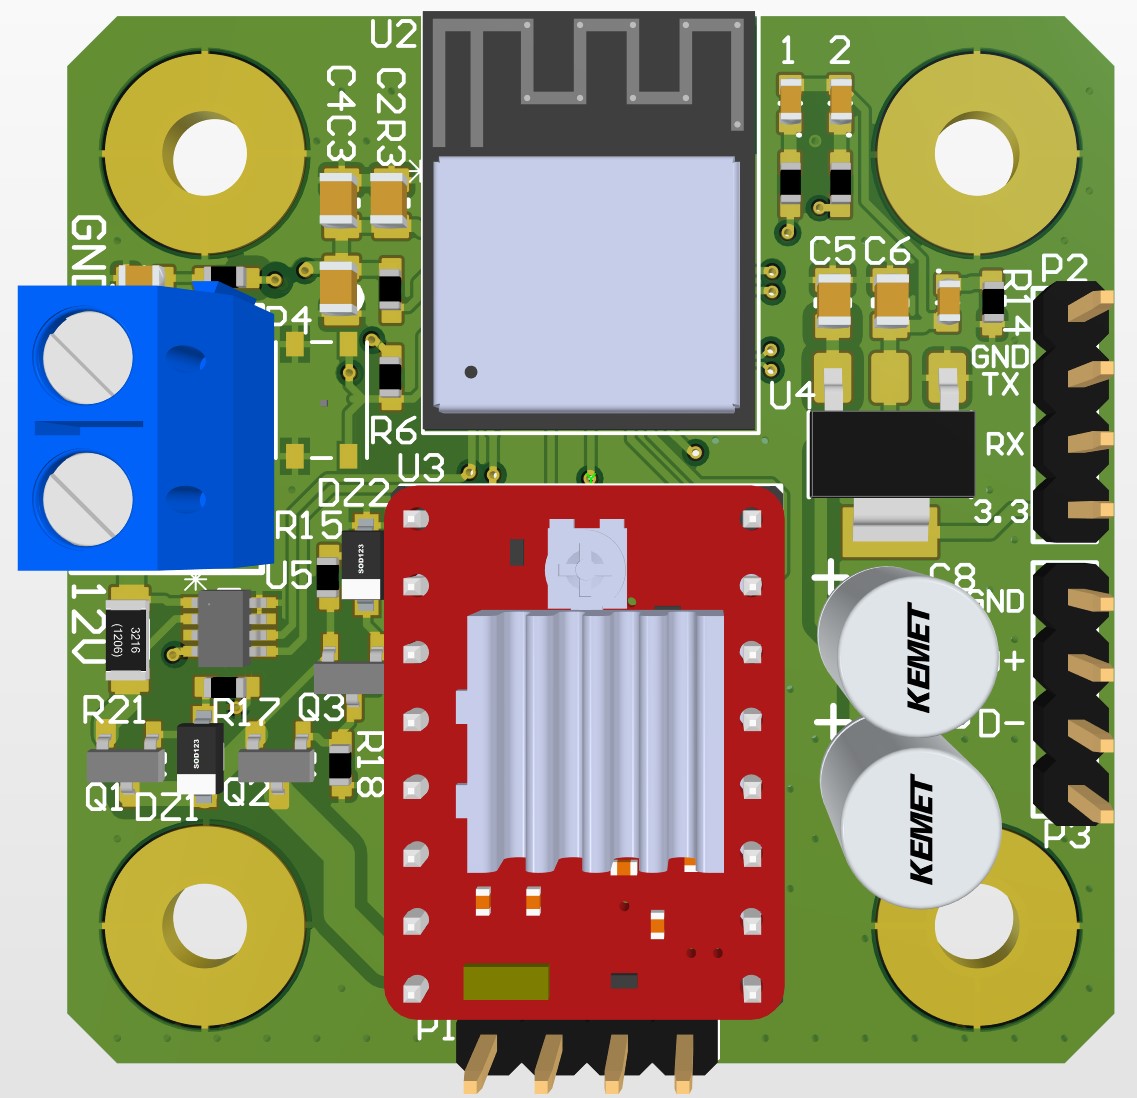 U2
1 2
C4C3
C2R3
GND
C5 C6
P2
R14
P4
GND
TX
U4
R6
RX
U3
DZ2
3.3
R15
SOD123
U5
C8
GND
12V
3216
(1206)
KEMET
+
+
R21
R17
Q3
+
D-
SOD123
R18
Q1
DZ1
Q2
KEMET
P3
P1